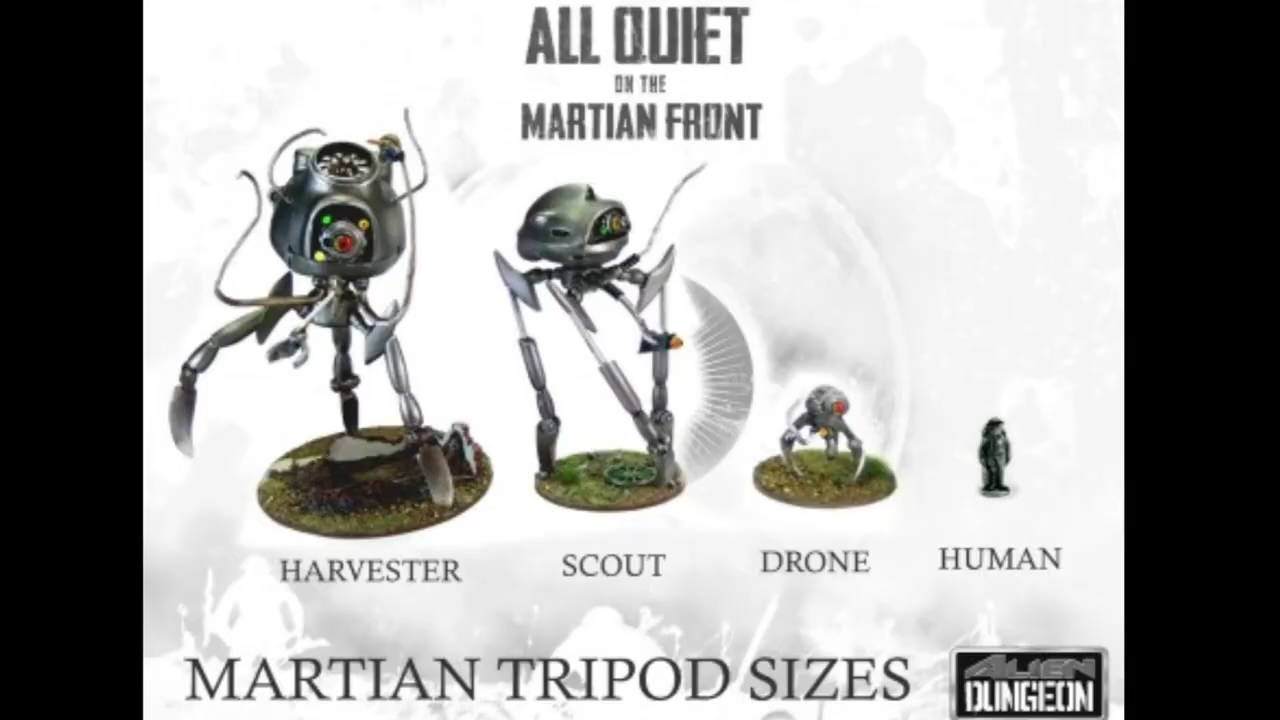 ALL QUIET
ON THE
MARTIAN FRONT
HARVESTER
SCOUT
DRONE
HUMAN
MARTIAN TRIPOD SIZES
ALIEN
DUNGEON